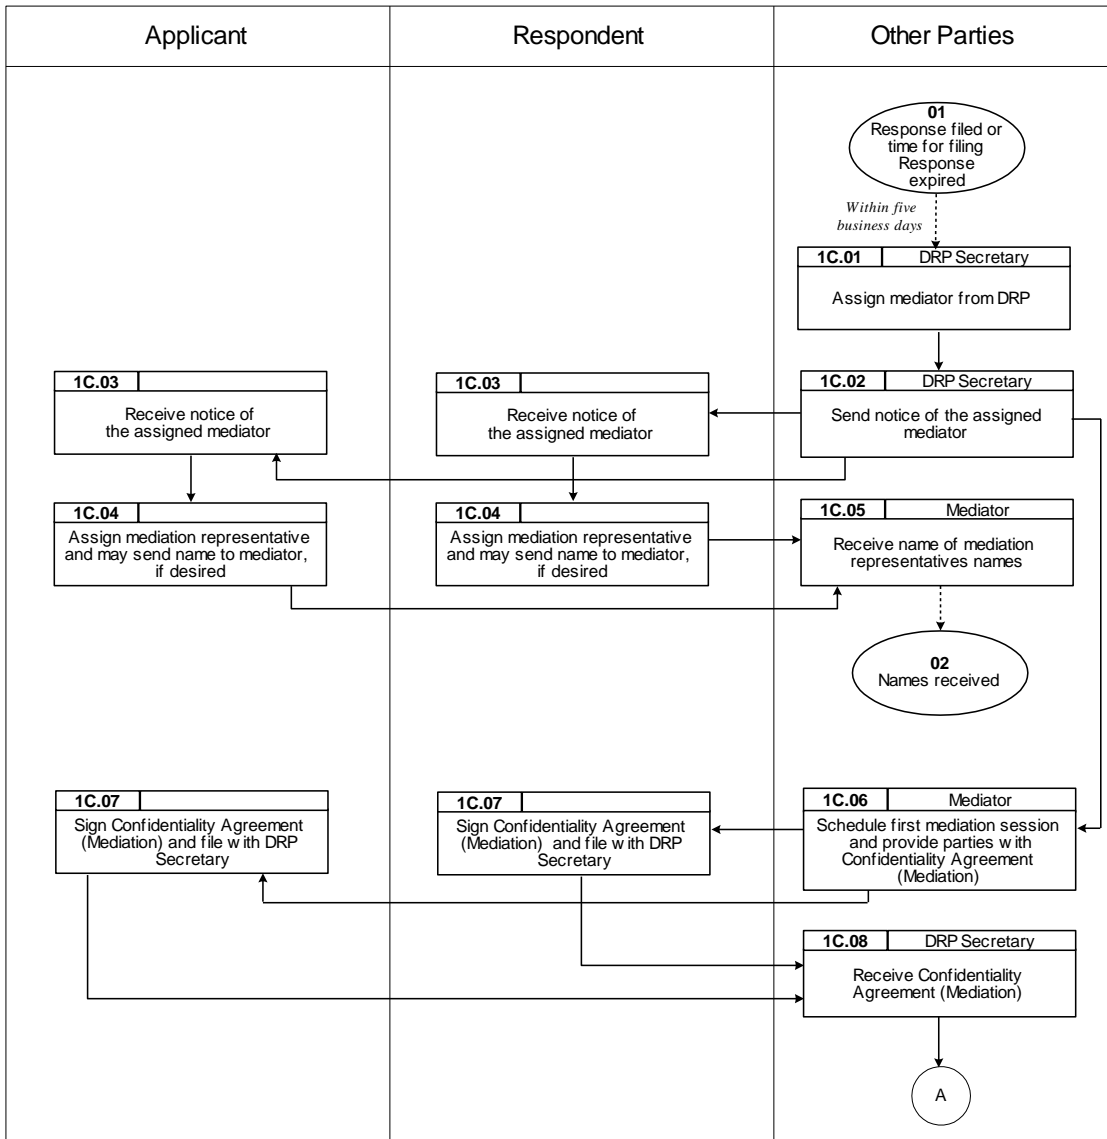 Applicant
Respondent
Other Parties
01
Response filed or
time for filing
Response
expired
Within five
business days
1C.01
DRP Secretary
Assign mediator from DRP
1C.03
Receive notice of
the assigned mediator
1C.03
Receive notice of
the assigned mediator
1C.02
DRP Secretary
Send notice of the assigned
mediator
1C.04
Assign mediation representative
and may send name to mediator,
if desired
1C.04
Assign mediation representative
and may send name to mediator,
if desired
1C.05
Mediator
Receive name of mediation
representatives names
02
Names received
1C.07
Sign Confidentiality Agreement
(Mediation) and file with DRP
Secretary
1C.07
Sign Confidentiality Agreement
(Mediation) and file with DRP
Secretary
1C.06
Mediator
Schedule first mediation session
and provide parties with
Confidentiality Agreement
(Mediation)
1C.08
DRP Secretary
Receive Confidentiality
Agreement (Mediation)
A